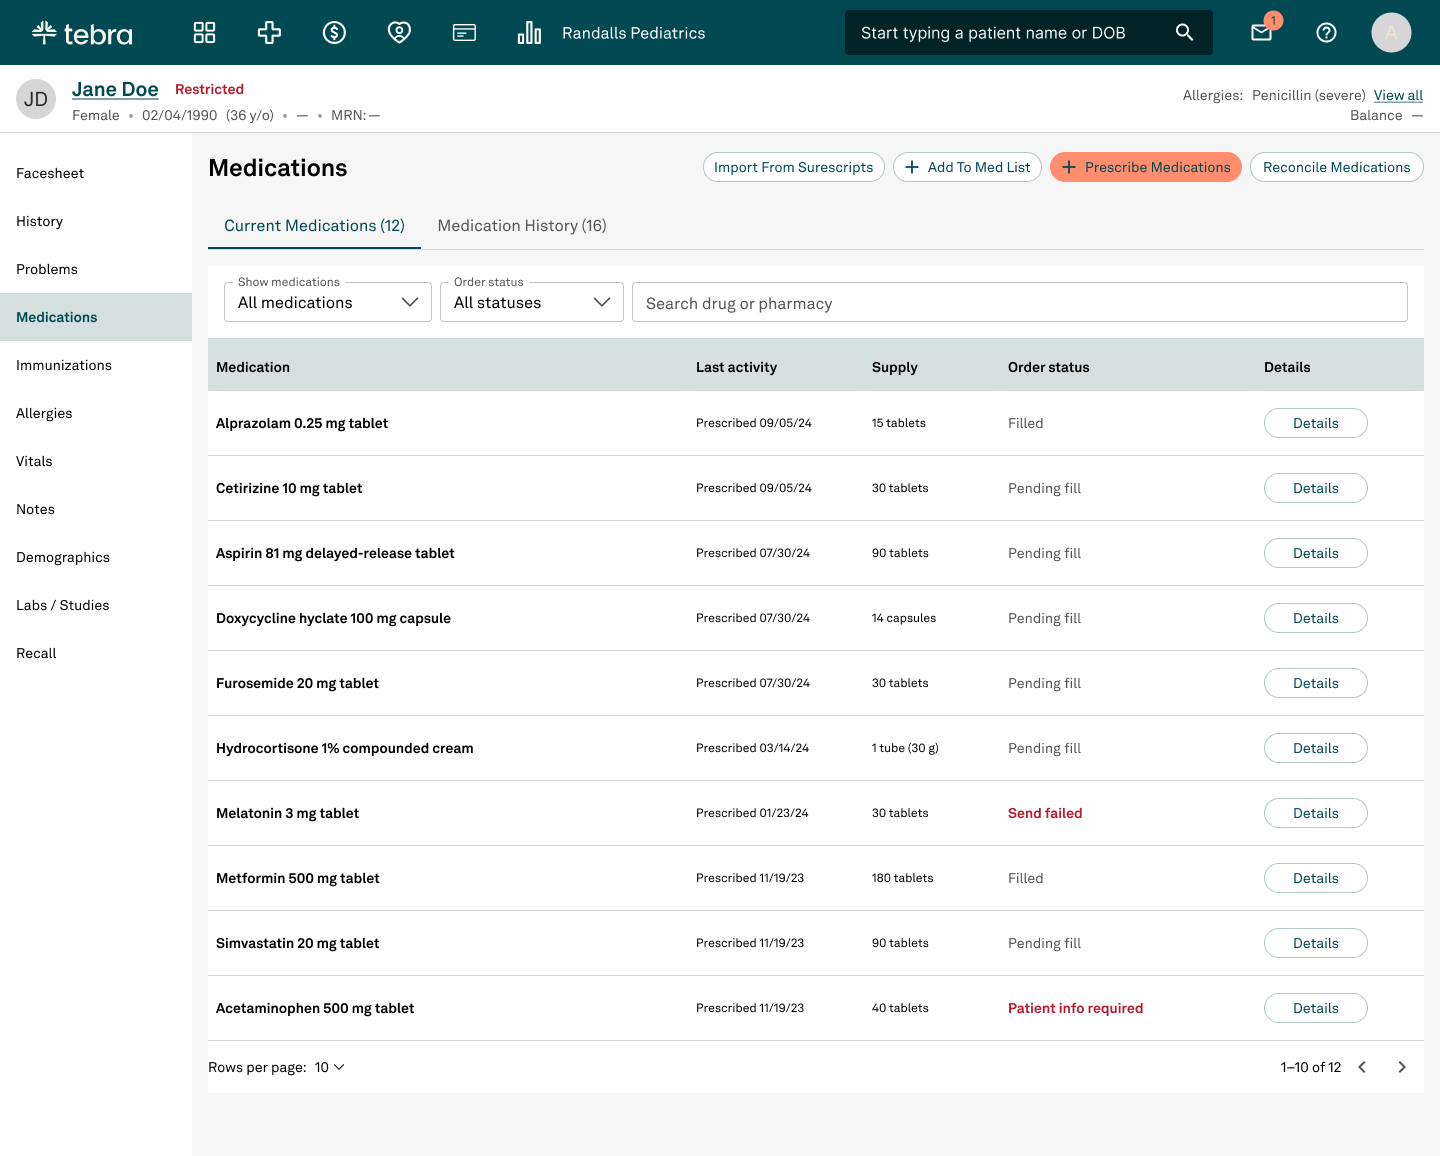 tebra
Randalls Pediatrics
Start typing a patient name or DOB
1
A
JD
Jane Doe Restricted
Female • 02/04/1990 (36 y/o) • — • MRN: —
Allergies: Penicillin (severe) View all
Balance —
Facesheet
History
Problems
Medications
Immunizations
Allergies
Vitals
Notes
Demographics
Labs / Studies
Recall
Medications
Import From Surescripts
Add To Med List
Prescribe Medications
Reconcile Medications
Current Medications (12)
Medication History (16)
Show medications
All medications
Order status
All statuses
Search drug or pharmacy
Medication Last activity Supply Order status Details
Alprazolam 0.25 mg tablet Prescribed 09/05/24 15 tablets Filled Details
Cetirizine 10 mg tablet Prescribed 09/05/24 30 tablets Pending fill Details
Aspirin 81 mg delayed-release tablet Prescribed 07/30/24 90 tablets Pending fill Details
Doxycycline hyclate 100 mg capsule Prescribed 07/30/24 14 capsules Pending fill Details
Furosemide 20 mg tablet Prescribed 07/30/24 30 tablets Pending fill Details
Hydrocortisone 1% compounded cream Prescribed 03/14/24 1 tube (30 g) Pending fill Details
Melatonin 3 mg tablet Prescribed 01/23/24 30 tablets Send failed Details
Metformin 500 mg tablet Prescribed 11/19/23 180 tablets Filled Details
Simvastatin 20 mg tablet Prescribed 11/19/23 90 tablets Pending fill Details
Acetaminophen 500 mg tablet Prescribed 11/19/23 40 tablets Patient info required Details
Rows per page: 10
1–10 of 12